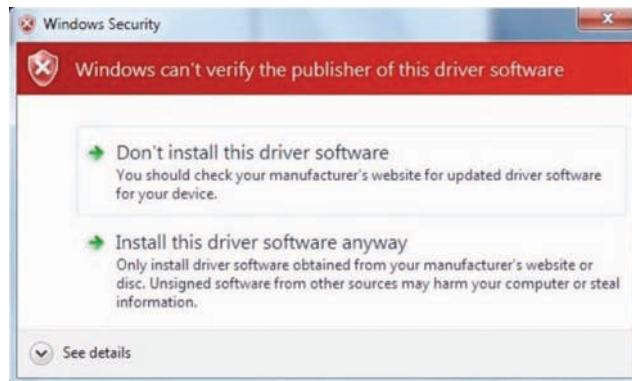 Windows Security
Windows can't verify the publisher of this driver software
Don't install this driver software
You should check your manufacturer's website for updated driver software
for your device.
Install this driver software anyway
Only install driver software obtained from your manufacturer's website or
disc. Unsigned software from other sources may harm your computer or steal
information.
See details